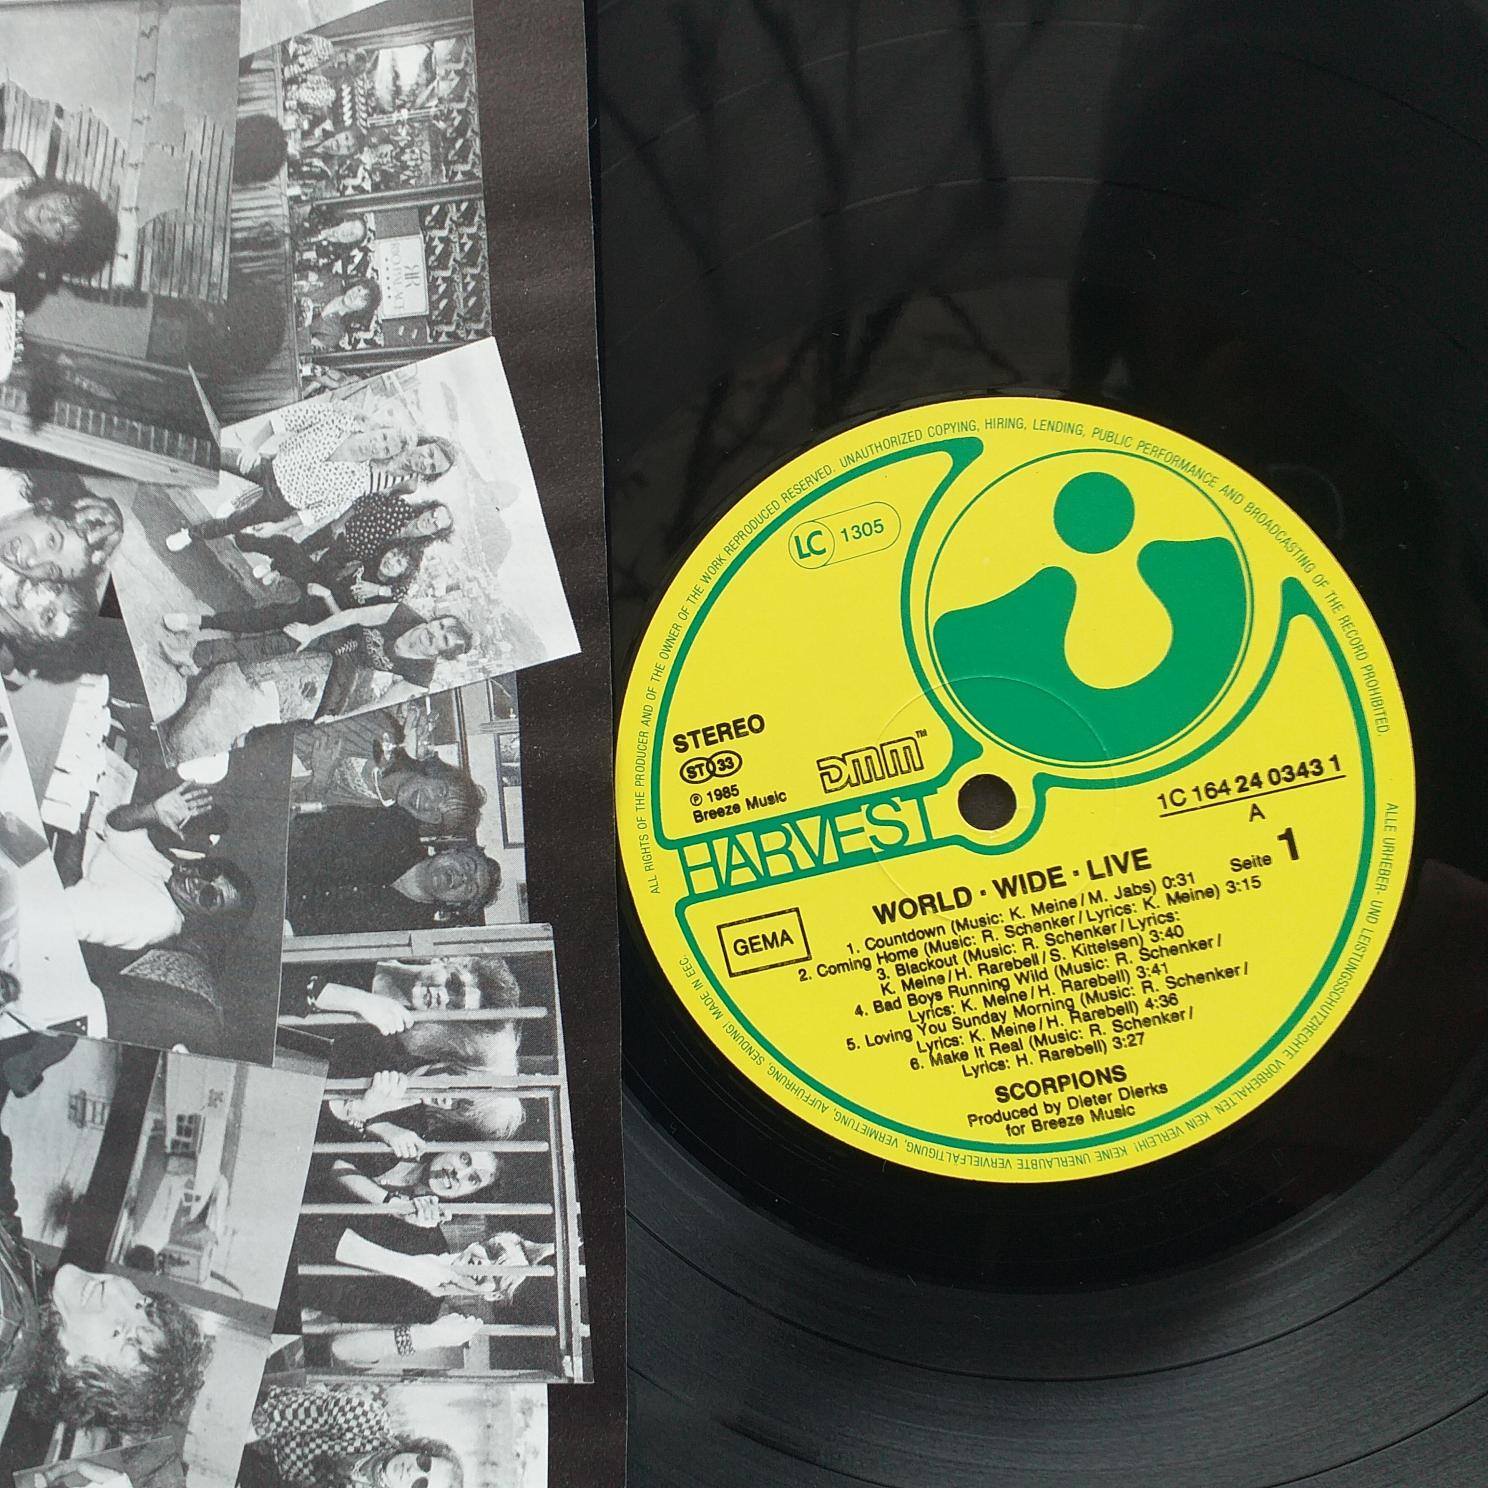 ALL RIGHTS OF THE PRODUCER AND OF THE OWNER OF THE WORK REPRODUCED RESERVED. UNAUTHORIZED COPYING, HIRING, LENDING, PUBLIC PERFORMANCE AND BROADCASTING OF THE RECORD PROHIBITED.
LC 1305
STEREO
ST 33
℗ 1985
Breeze Music
DMM™
HARVEST
1C 164 24 0343 1
A
Seite 1
GEMA
WORLD · WIDE · LIVE
1. Countdown (Music: K. Meine/M. Jabs) 0:31
2. Coming Home (Music: R. Schenker/Lyrics: K. Meine) 3:15
3. Blackout (Music: R. Schenker/Lyrics:
K. Meine/H. Rarebell/S. Kittelsen) 3:40
4. Bad Boys Running Wild (Music: R. Schenker/
Lyrics: K. Meine/H. Rarebell) 3:41
5. Loving You Sunday Morning (Music: R. Schenker/
Lyrics: K. Meine/H. Rarebell) 4:36
6. Make It Real (Music: R. Schenker/
Lyrics: H. Rarebell) 3:27
SCORPIONS
Produced by Dieter Dierks
for Breeze Music
ALLE URHEBER- UND LEISTUNGSSCHUTZRECHTE VORBEHALTEN. KEIN VERLEIH! KEINE UNERLAUBTE VERVIELFÄLTIGUNG, VERMIETUNG, AUFFÜHRUNG, SENDUNG! MADE IN EEC.